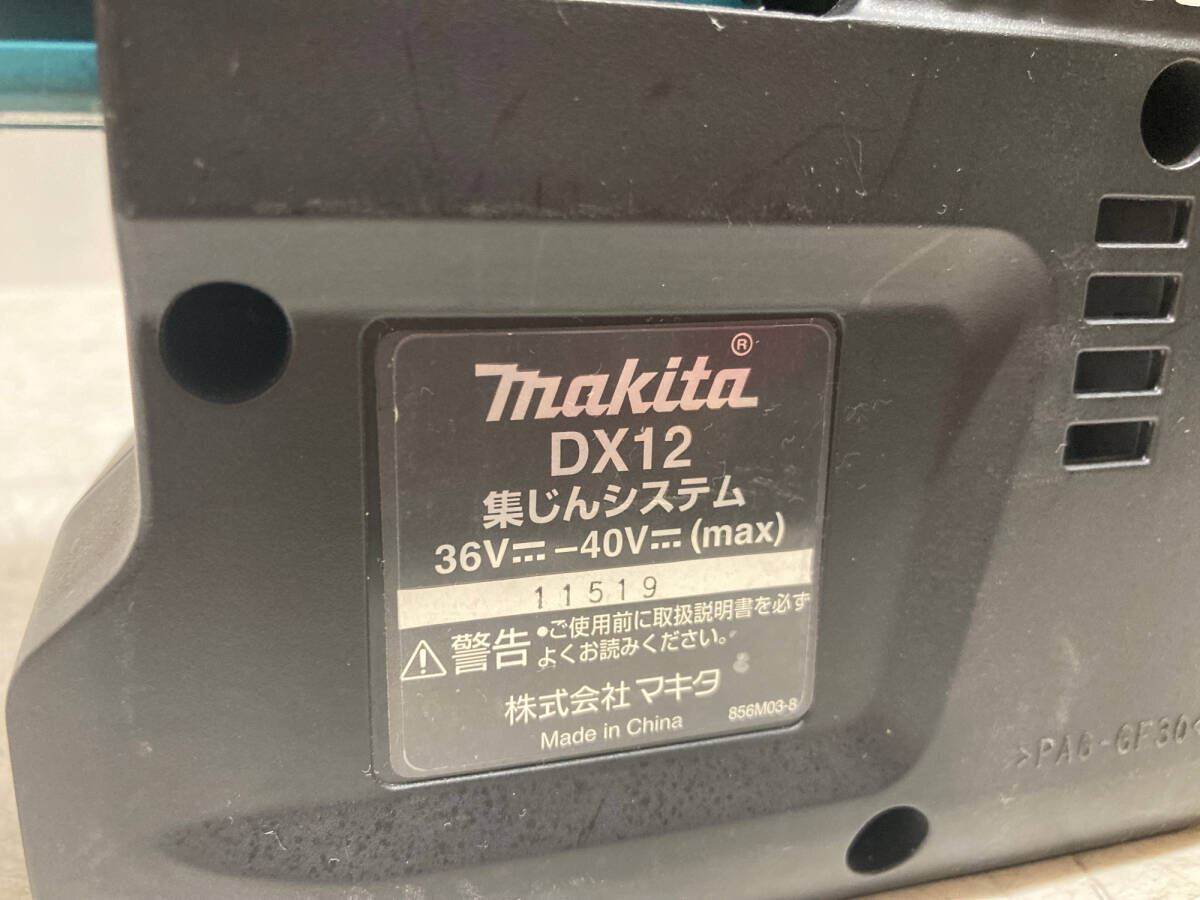 makita®
DX12
集じんシステム
36V⎓-40V⎓(max)
11519
⚠警告 •ご使用前に取扱説明書を必ず
よくお読みください。
株式会社マキタ
Made in China 856M03-8
>PA6-GF30<